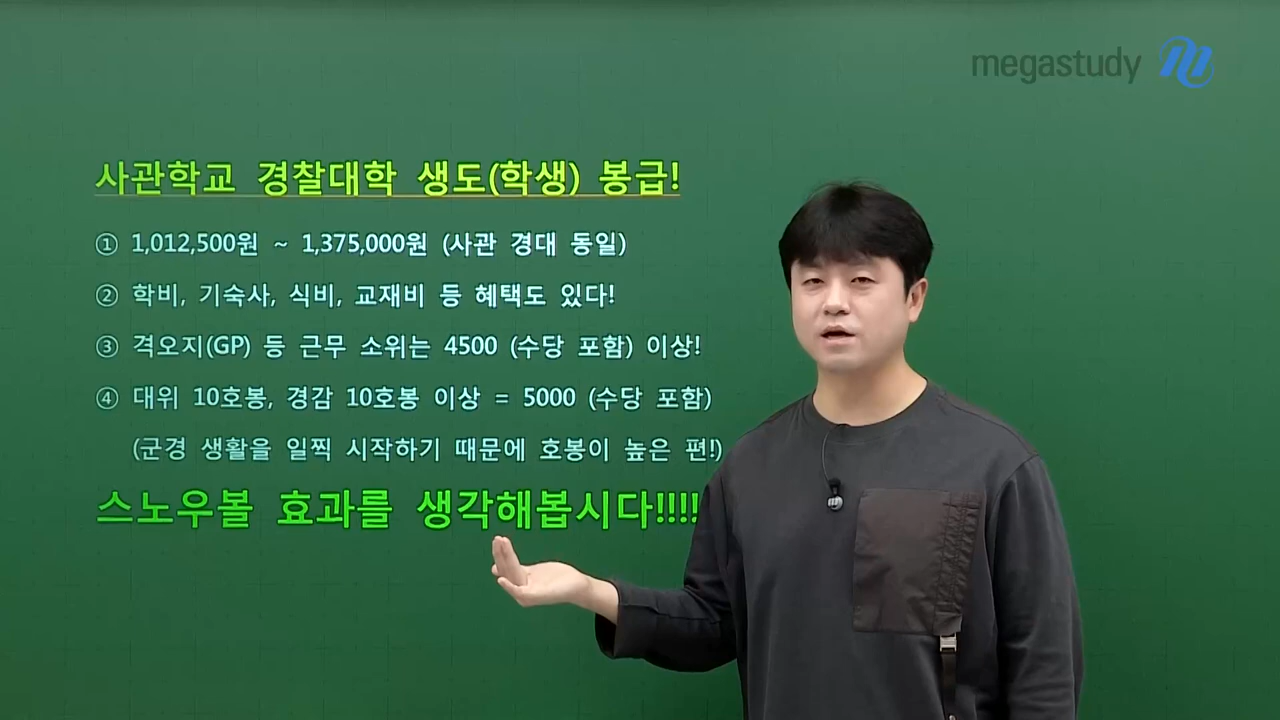 megastudy
사관학교 경찰대학 생도(학생) 봉급!
① 1,012,500원 ~ 1,375,000원 (사관 경대 동일)
② 학비, 기숙사, 식비, 교재비 등 혜택도 있다!
③ 격오지(GP) 등 근무 소위는 4500 (수당 포함) 이상!
④ 대위 10호봉, 경감 10호봉 이상 = 5000 (수당 포함)
(군경 생활을 일찍 시작하기 때문에 호봉이 높은 편!)
스노우볼 효과를 생각해봅시다!!!!